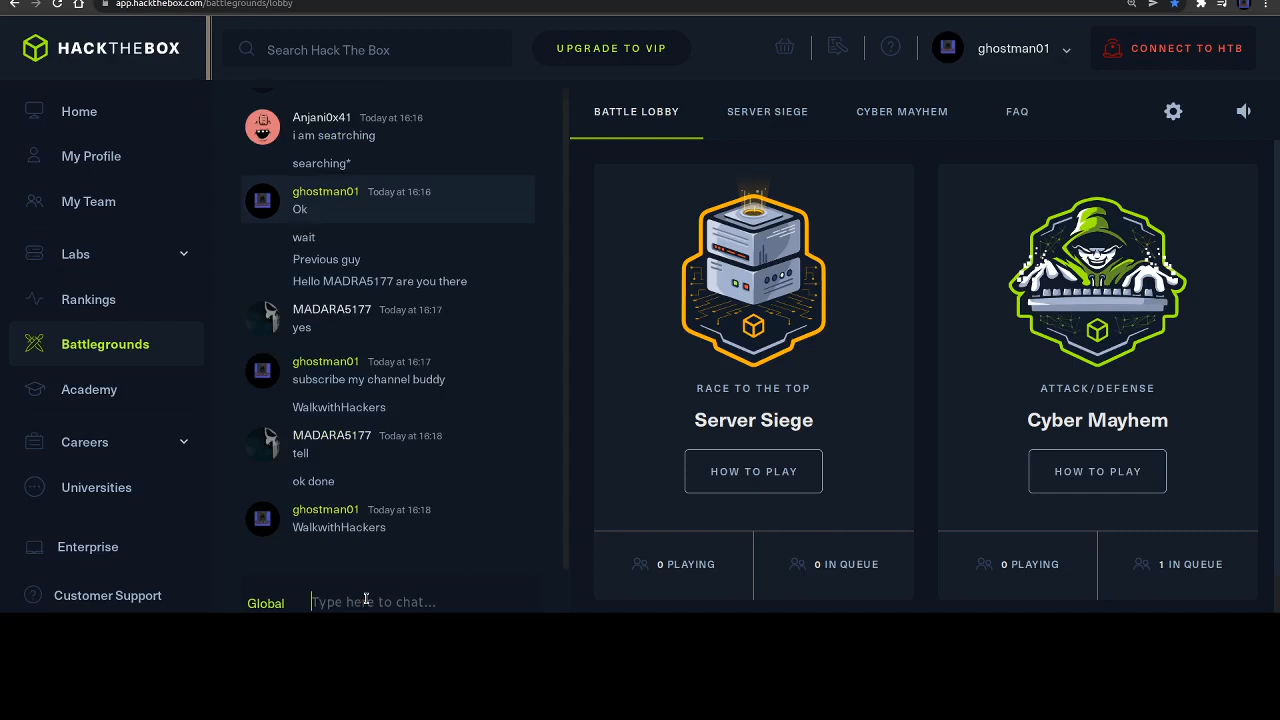 app.hackthebox.com/battlegrounds/lobby
HACKTHEBOX
Search Hack The Box
UPGRADE TO VIP
ghostman01
CONNECT TO HTB
Home
My Profile
My Team
Labs
Rankings
Battlegrounds
Academy
Careers
Universities
Enterprise
Customer Support
Anjani0x41 Today at 16:16
i am seatrching
searching*
ghostman01 Today at 16:16
Ok
wait
Previous guy
Hello MADRA5177 are you there
MADARA5177 Today at 16:17
yes
ghostman01 Today at 16:17
subscribe my channel buddy
WalkwithHackers
MADARA5177 Today at 16:18
tell
ok done
ghostman01 Today at 16:18
WalkwithHackers
Global Type here to chat...
BATTLE LOBBY SERVER SIEGE CYBER MAYHEM FAQ
RACE TO THE TOP
Server Siege
HOW TO PLAY
0 PLAYING 0 IN QUEUE
ATTACK/DEFENSE
Cyber Mayhem
HOW TO PLAY
0 PLAYING 1 IN QUEUE